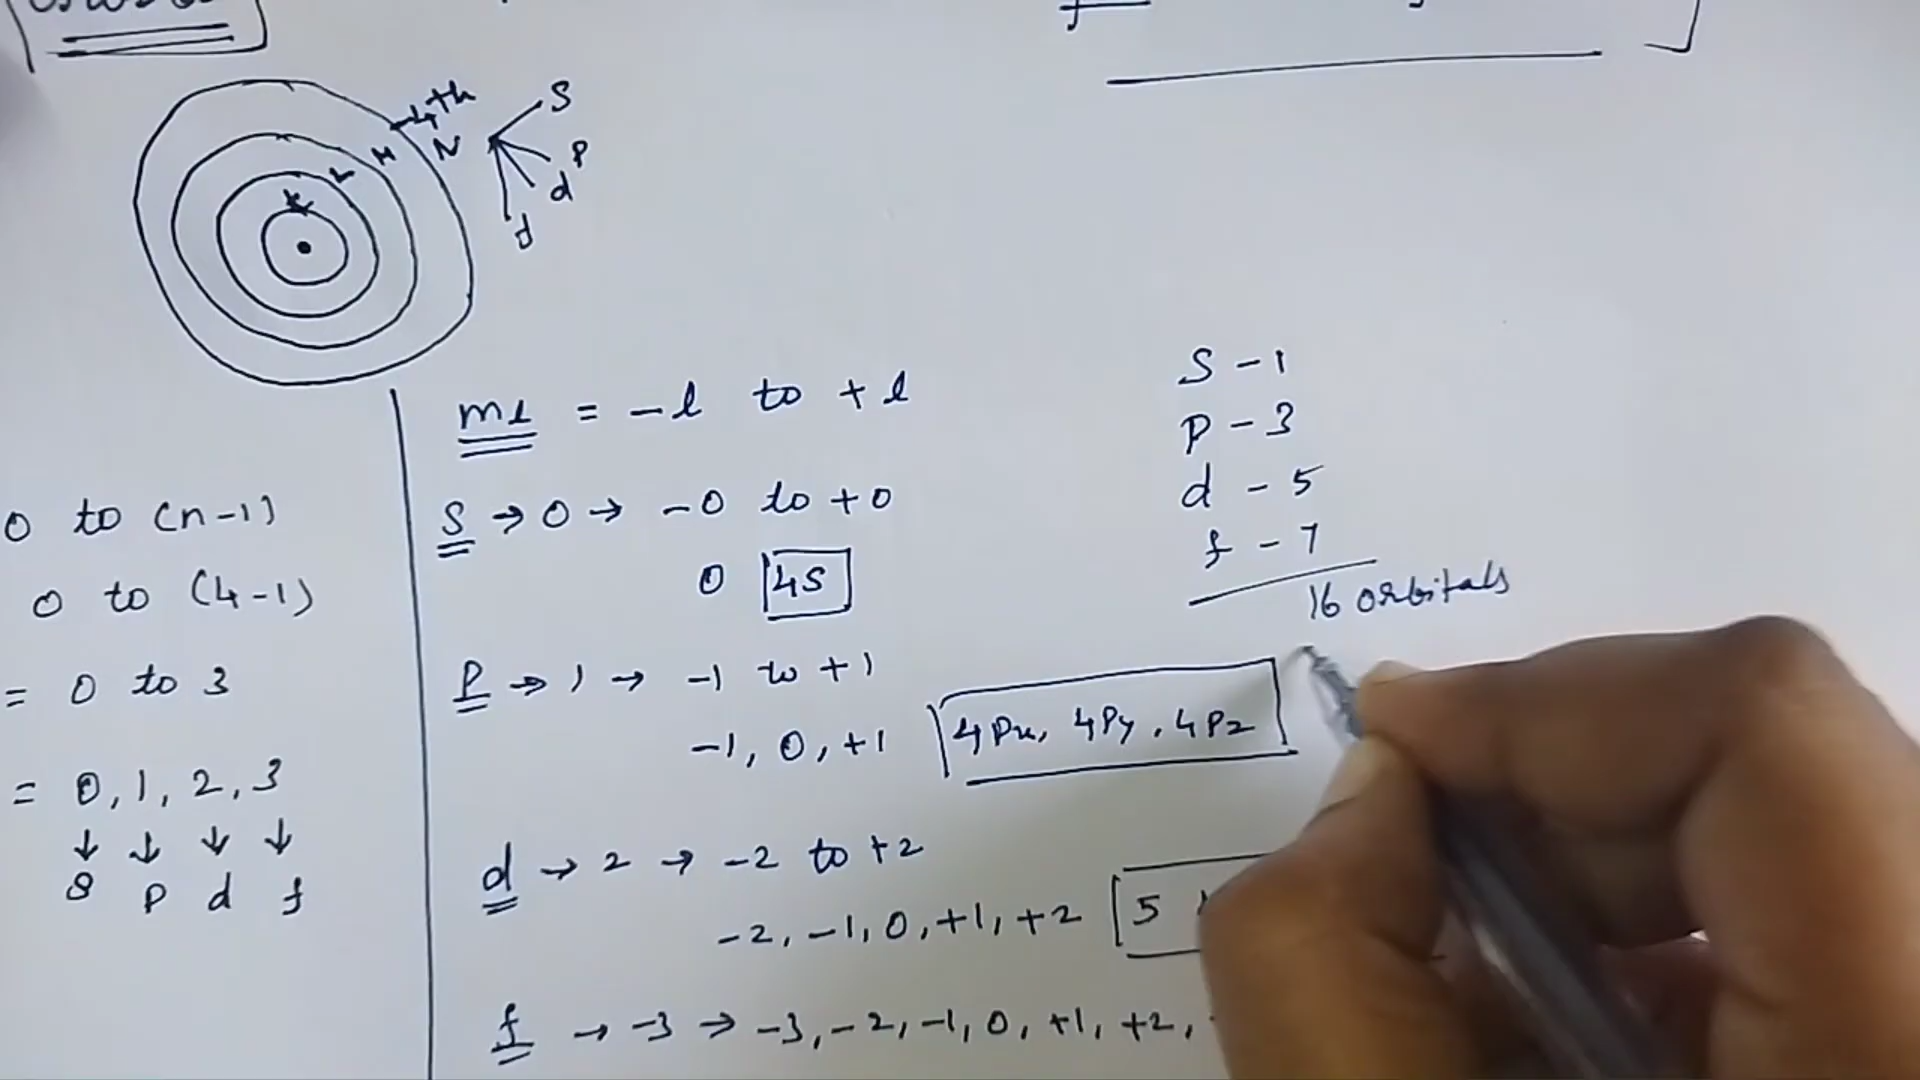 4th
K L M N
s
p
d
d
0 to (n-1)
0 to (4-1)
= 0 to 3
= 0, 1, 2, 3
↓ ↓ ↓ ↓
s p d f
ml = -l to +l
s → 0 → -0 to +0
0 4s
p → 1 → -1 to +1
-1, 0, +1 4Px, 4Py, 4Pz
d → 2 → -2 to +2
-2, -1, 0, +1, +2 5
f → -3 → -3, -2, -1, 0, +1, +2,
s - 1
p - 3
d - 5
f - 7
16 orbitals